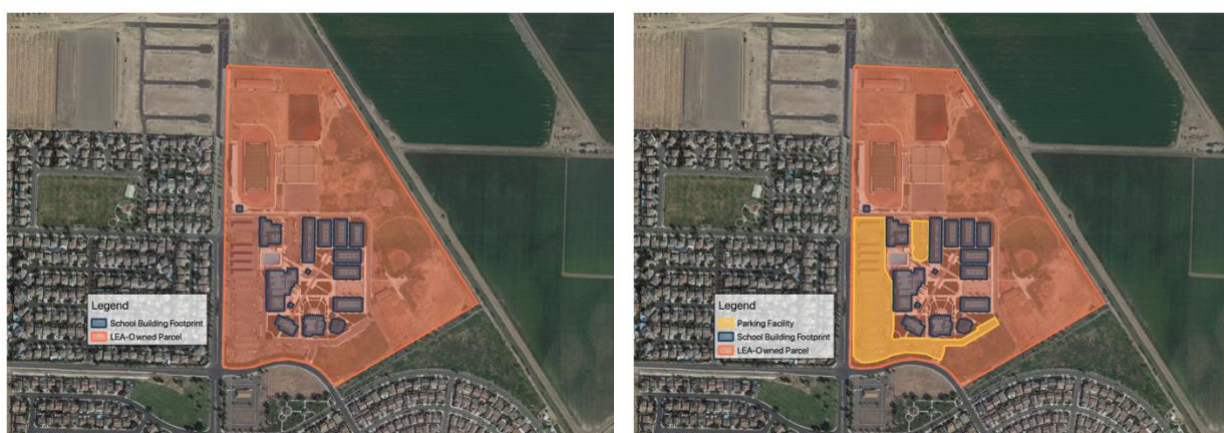 Legend
School Building Footprint
LEA-Owned Parcel
Legend
Parking Facility
School Building Footprint
LEA-Owned Parcel